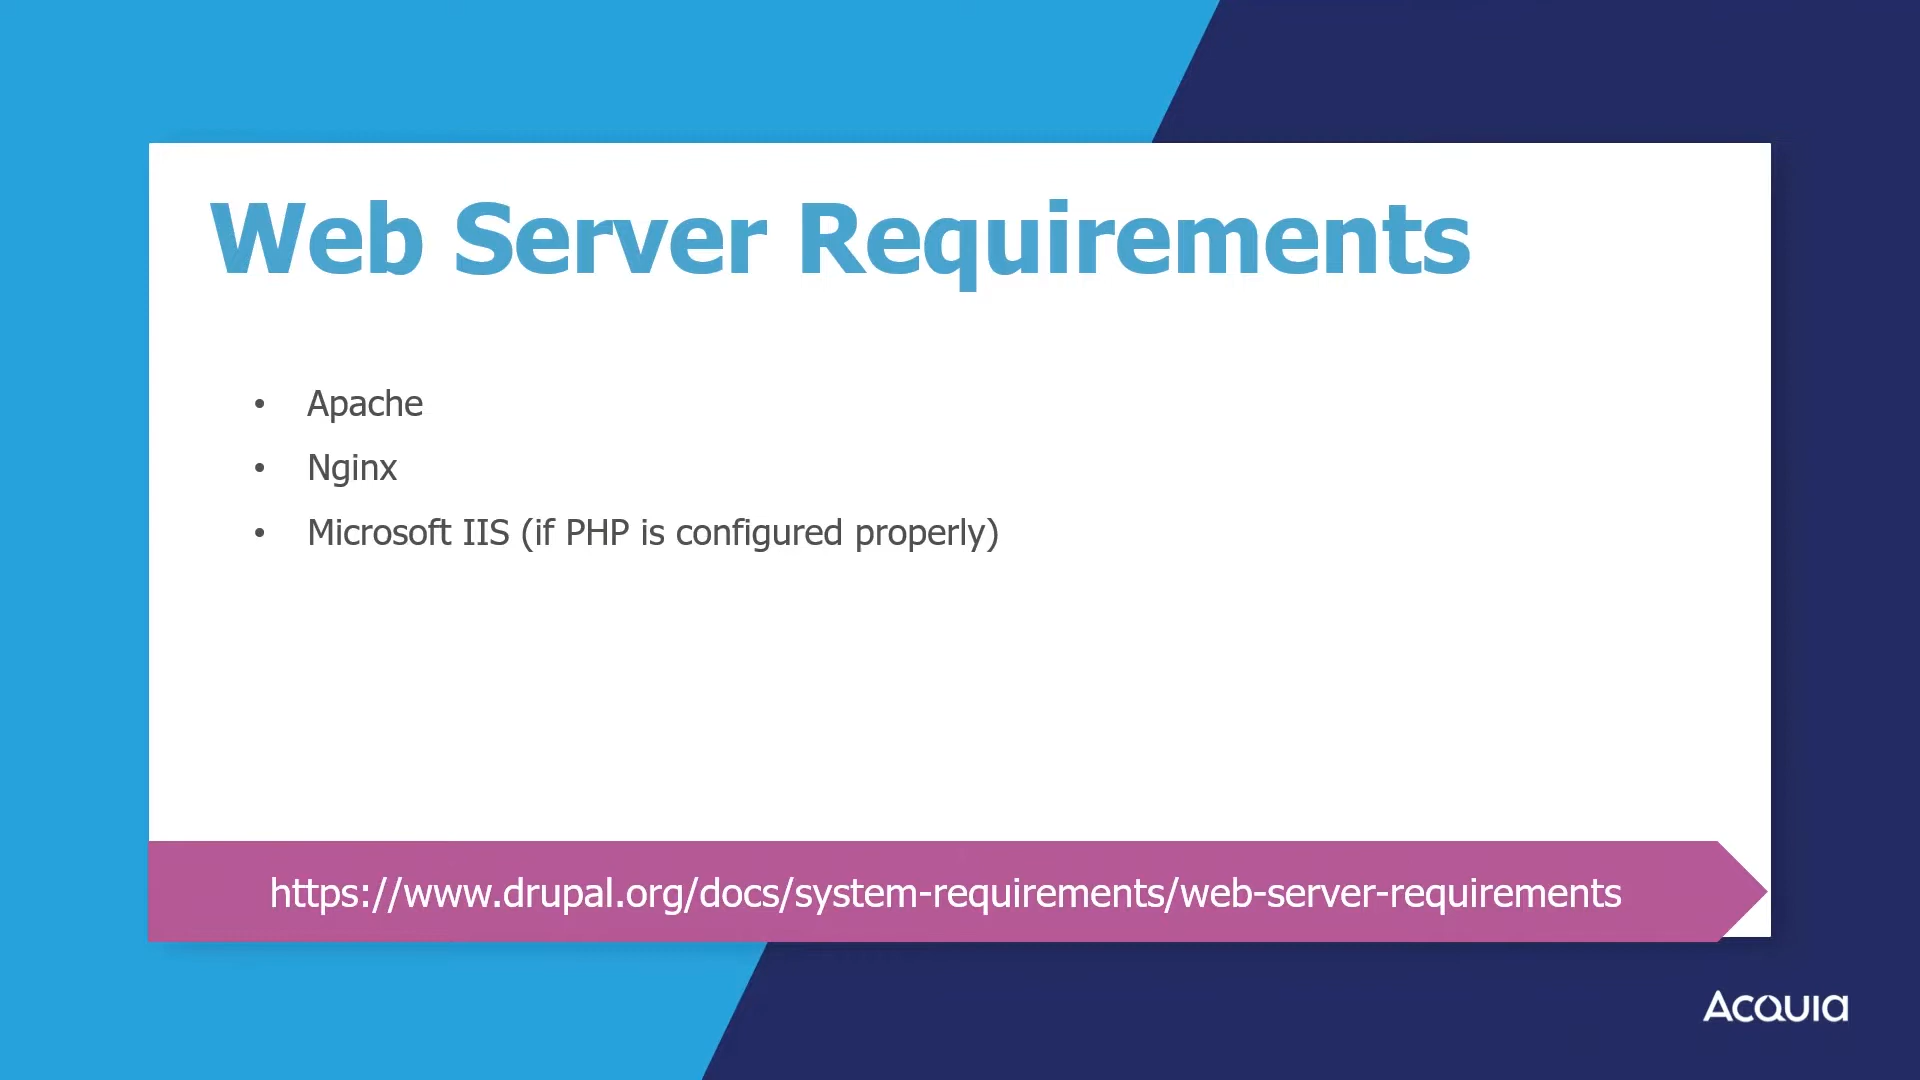 Web Server Requirements
• Apache
• Nginx
• Microsoft IIS (if PHP is configured properly)
https://www.drupal.org/docs/system-requirements/web-server-requirements
ACQUIA